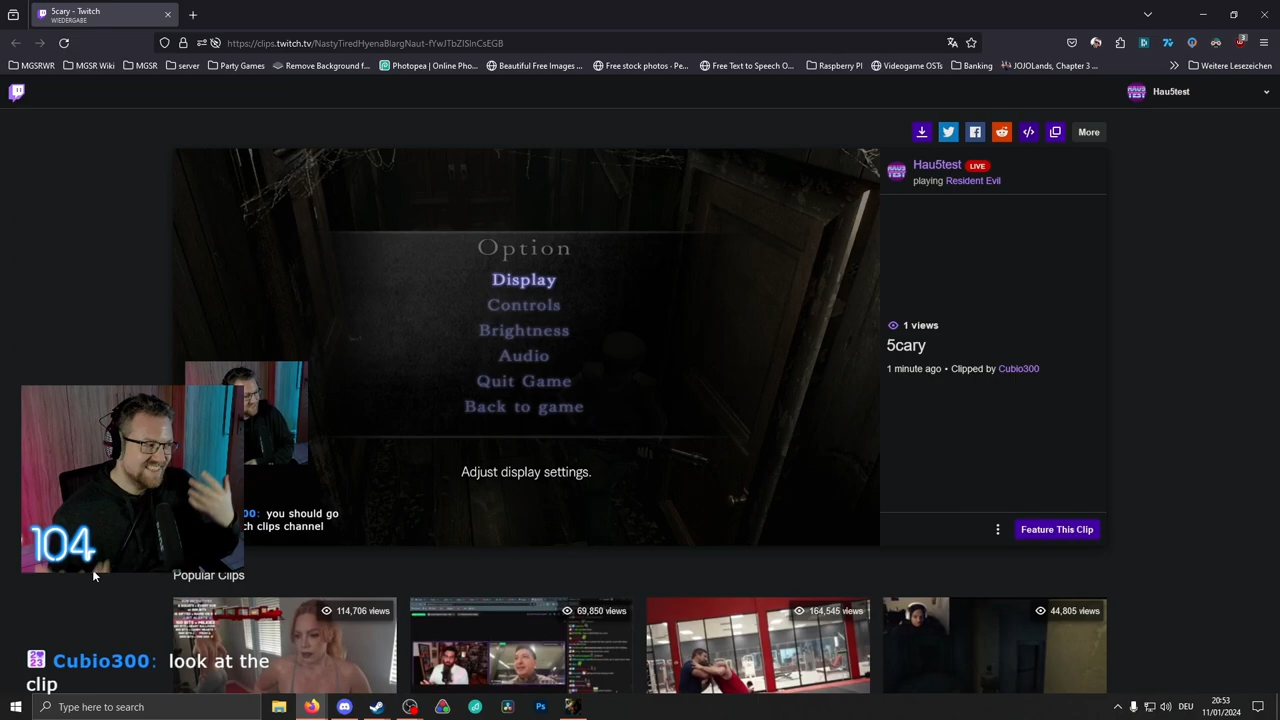 5cary - Twitch
WIEDERGABE
https://clips.twitch.tv/NastyTiredHyenaBlargNaut-fYwJTbZISlnCsEGB
3
MGSRWR
MGSR Wiki
MGSR
server
Party Games
Remove Background f...
Photopea | Online Pho...
Beautiful Free Images ...
Free stock photos - Pe...
Free Text to Speech O...
Raspberry PI
Videogame OSTs
Banking
JOJOLands, Chapter 3 ...
Weitere Lesezeichen
Hau5test
More
Hau5test LIVE
playing Resident Evil
Option
Display
Controls
Brightness
Audio
Quit Game
Back to game
Adjust display settings.
1 views
5cary
1 minute ago • Clipped by Cubio300
00: you should go
ch clips channel
Feature This Clip
104
Popular Clips
114,706 views
69,850 views
164,545 views
44,805 views
Cubio300: look at the
clip
Type here to search
DEU
20:53
11/01/2024